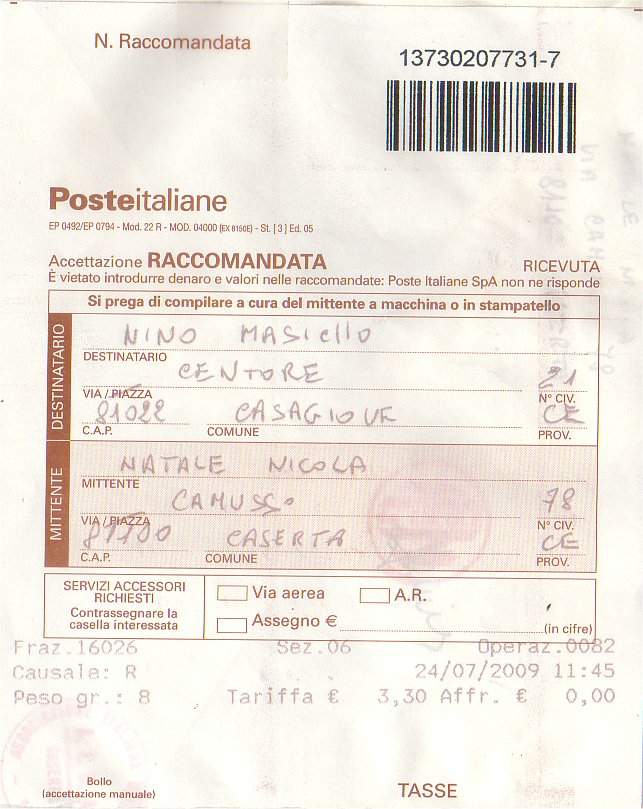 N. Raccomandata
13730207731-7
Posteitaliane
EP 0492/EP 0794 - Mod. 22 R - MOD. 04000 (EX 8150E) - St. [ 3 ] Ed. 05
Accettazione RACCOMANDATA RICEVUTA
È vietato introdurre denaro e valori nelle raccomandate: Poste Italiane SpA non ne risponde
Si prega di compilare a cura del mittente a macchina o in stampatello
DESTINATARIO
NINO MASIELLO
DESTINATARIO
CENTORE 21
VIA / PIAZZA N° CIV.
81022 CASAGIOVE CE
C.A.P. COMUNE PROV.
MITTENTE
NATALE NICOLA
MITTENTE
CAMUSSO 78
VIA / PIAZZA N° CIV.
81100 CASERTA CE
C.A.P. COMUNE PROV.
SERVIZI ACCESSORI
RICHIESTI
Contrassegnare la
casella interessata
Via aerea A.R.
Assegno € (in cifre)
Fraz.16026 Sez.06 Operaz.0082
Causale: R 24/07/2009 11:45
Peso gr.: 8 Tariffa € 3,30 Affr. € 0,00
Bollo
(accettazione manuale)
TASSE